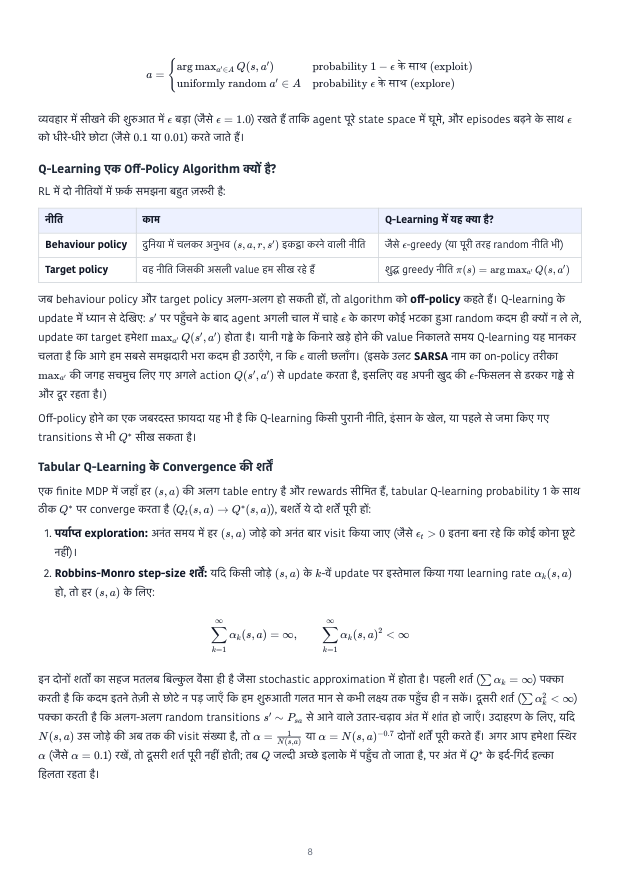 a = { arg max_{a'∈A} Q(s, a')    probability 1 − ϵ के साथ (exploit)
uniformly random a' ∈ A    probability ϵ के साथ (explore)
व्यवहार में सीखने की शुरुआत में ϵ बड़ा (जैसे ϵ = 1.0) रखते हैं ताकि agent पूरे state space में घूमे, और episodes बढ़ने के साथ ϵ
को धीरे-धीरे छोटा (जैसे 0.1 या 0.01) करते जाते हैं।
Q-Learning एक Off-Policy Algorithm क्यों है?
RL में दो नीतियों में फ़र्क समझना बहुत ज़रूरी है:
नीति    काम    Q-Learning में यह क्या है?
Behaviour policy    दुनिया में चलकर अनुभव (s, a, r, s') इकट्ठा करने वाली नीति    जैसे ϵ-greedy (या पूरी तरह random नीति भी)
Target policy    वह नीति जिसकी असली value हम सीख रहे हैं    शुद्ध greedy नीति π(s) = arg max_{a'} Q(s, a')
जब behaviour policy और target policy अलग-अलग हो सकती हों, तो algorithm को off-policy कहते हैं। Q-learning के
update में ध्यान से देखिए: s' पर पहुँचने के बाद agent अगली चाल में चाहे ϵ के कारण कोई भटका हुआ random कदम ही क्यों न ले ले,
update का target हमेशा max_{a'} Q(s', a') होता है। यानी गड्ढे के किनारे खड़े होने की value निकालते समय Q-learning यह मानकर
चलता है कि आगे हम सबसे समझदारी भरा कदम ही उठाएँगे, न कि ϵ वाली छलाँग। (इसके उलट SARSA नाम का on-policy तरीका
max_{a'} की जगह सचमुच लिए गए अगले action Q(s', a') से update करता है, इसलिए वह अपनी खुद की ϵ-फिसलन से डरकर गड्ढे से
और दूर रहता है।)
Off-policy होने का एक जबरदस्त फ़ायदा यह भी है कि Q-learning किसी पुरानी नीति, इंसान के खेल, या पहले से जमा किए गए
transitions से भी Q* सीख सकता है।
Tabular Q-Learning के Convergence की शर्तें
एक finite MDP में जहाँ हर (s, a) की अलग table entry है और rewards सीमित हैं, tabular Q-learning probability 1 के साथ
ठीक Q* पर converge करता है (Q_t(s, a) → Q*(s, a)), बशर्ते ये दो शर्तें पूरी हों:
1. पर्याप्त exploration: अनंत समय में हर (s, a) जोड़े को अनंत बार visit किया जाए (जैसे ϵ_t > 0 इतना बना रहे कि कोई कोना छूटे
नहीं)।
2. Robbins-Monro step-size शर्तें: यदि किसी जोड़े (s, a) के k-वें update पर इस्तेमाल किया गया learning rate α_k(s, a)
हो, तो हर (s, a) के लिए:
∑_{k=1}^{∞} α_k(s, a) = ∞,    ∑_{k=1}^{∞} α_k(s, a)² < ∞
इन दोनों शर्तों का सहज मतलब बिल्कुल वैसा ही है जैसा stochastic approximation में होता है। पहली शर्त (∑ α_k = ∞) पक्का
करती है कि कदम इतने तेज़ी से छोटे न पड़ जाएँ कि हम शुरुआती गलत मान से कभी लक्ष्य तक पहुँच ही न सकें। दूसरी शर्त (∑ α_k² < ∞)
पक्का करती है कि अलग-अलग random transitions s' ∼ P_{sa} से आने वाले उतार-चढ़ाव अंत में शांत हो जाएँ। उदाहरण के लिए, यदि
N(s, a) उस जोड़े की अब तक की visit संख्या है, तो α = 1/N(s,a) या α = N(s, a)^{−0.7} दोनों शर्तें पूरी करते हैं। अगर आप हमेशा स्थिर
α (जैसे α = 0.1) रखें, तो दूसरी शर्त पूरी नहीं होती; तब Q जल्दी अच्छे इलाके में पहुँच तो जाता है, पर अंत में Q* के इर्द-गिर्द हल्का
हिलता रहता है।
8